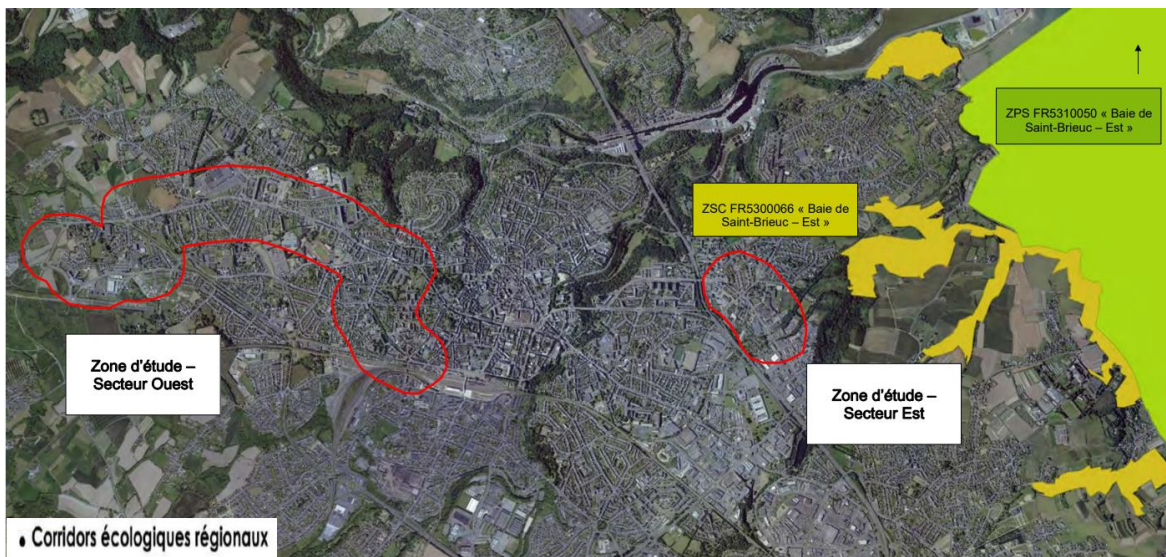 ZPS FR5310050 « Baie de
Saint-Brieuc – Est »
ZSC FR5300066 « Baie de
Saint-Brieuc – Est »
Zone d'étude –
Secteur Ouest
Zone d'étude –
Secteur Est
• Corridors écologiques régionaux